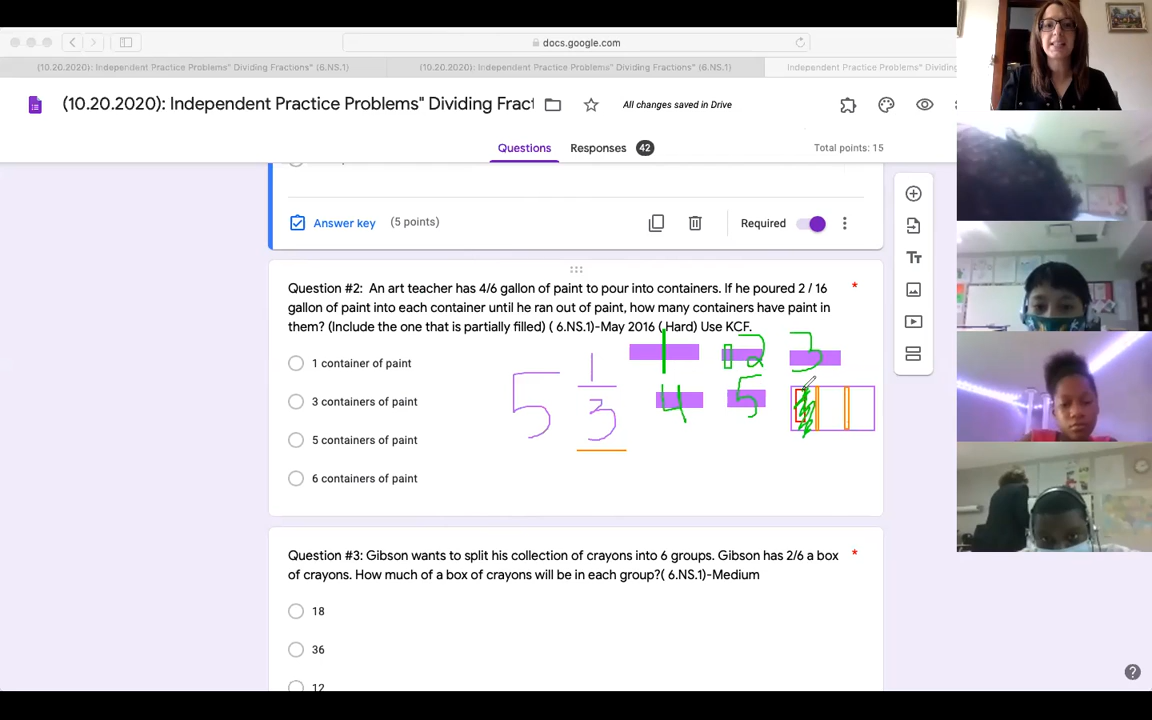 docs.google.com
(10.20.2020): Independent Practice Problems" Dividing Fractions" (6.NS.1)
(10.20.2020): Independent Practice Problems" Dividing Fractions" (6.NS.1)
(10.20.2020): Independent Practice Problems" Dividing
(10.20.2020): Independent Practice Problems" Dividing Fract
All changes saved in Drive
Questions
Responses
42
Total points: 15
Answer key
(5 points)
Required
Question #2: An art teacher has 4/6 gallon of paint to pour into containers. If he poured 2 / 16
gallon of paint into each container until he ran out of paint, how many containers have paint in
them? (Include the one that is partially filled) ( 6.NS.1)-May 2016 (,Hard) Use KCF.
*
1 container of paint
3 containers of paint
5 containers of paint
6 containers of paint
5 1/3
1 2 3
4 5
Question #3: Gibson wants to split his collection of crayons into 6 groups. Gibson has 2/6 a box
of crayons. How much of a box of crayons will be in each group?( 6.NS.1)-Medium
*
18
36
12